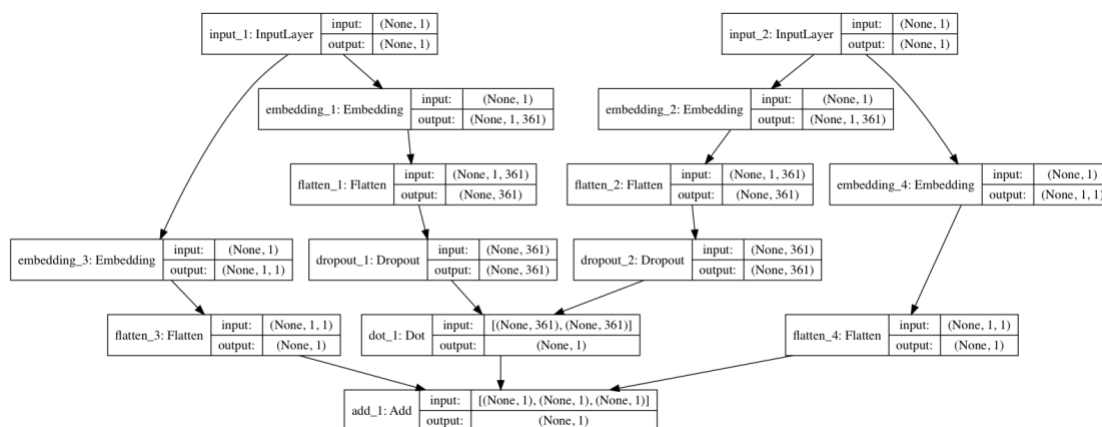 input_1: InputLayer input: (None, 1)
output: (None, 1)
input_2: InputLayer input: (None, 1)
output: (None, 1)
embedding_1: Embedding input: (None, 1)
output: (None, 1, 361)
embedding_2: Embedding input: (None, 1)
output: (None, 1, 361)
flatten_1: Flatten input: (None, 1, 361)
output: (None, 361)
flatten_2: Flatten input: (None, 1, 361)
output: (None, 361)
embedding_4: Embedding input: (None, 1)
output: (None, 1, 1)
embedding_3: Embedding input: (None, 1)
output: (None, 1, 1)
dropout_1: Dropout input: (None, 361)
output: (None, 361)
dropout_2: Dropout input: (None, 361)
output: (None, 361)
flatten_3: Flatten input: (None, 1, 1)
output: (None, 1)
dot_1: Dot input: [(None, 361), (None, 361)]
output: (None, 1)
flatten_4: Flatten input: (None, 1, 1)
output: (None, 1)
add_1: Add input: [(None, 1), (None, 1), (None, 1)]
output: (None, 1)